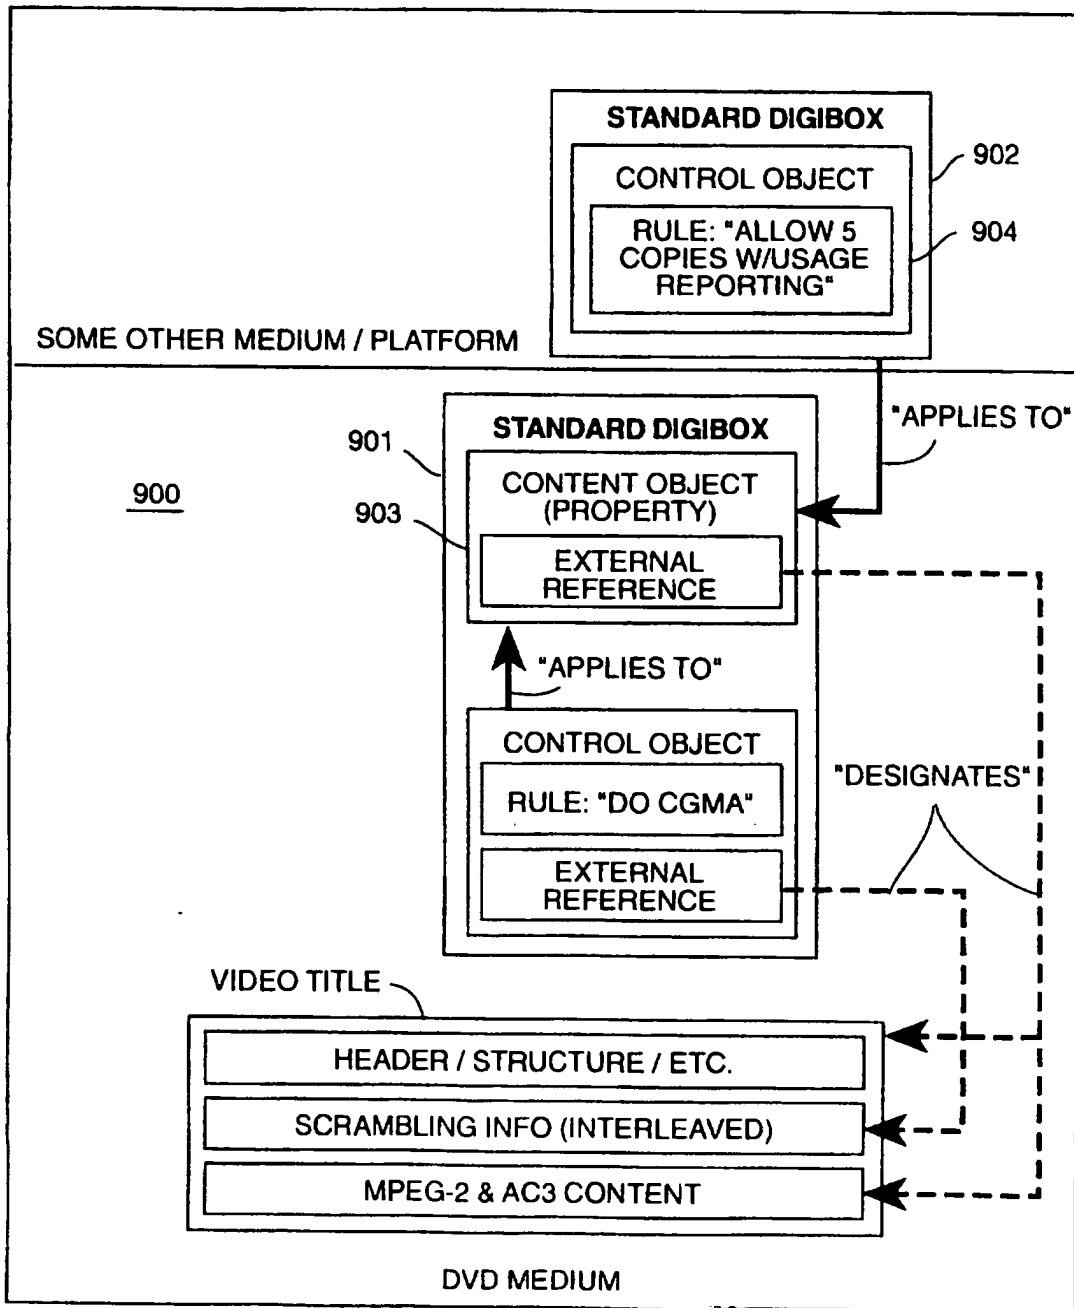 STANDARD DIGIBOX
902
CONTROL OBJECT
RULE: "ALLOW 5
COPIES W/USAGE
REPORTING"
904
SOME OTHER MEDIUM / PLATFORM
"APPLIES TO"
STANDARD DIGIBOX
901
CONTENT OBJECT
(PROPERTY)
900
903
EXTERNAL
REFERENCE
"APPLIES TO"
CONTROL OBJECT
RULE: "DO CGMA"
"DESIGNATES"
EXTERNAL
REFERENCE
VIDEO TITLE
HEADER / STRUCTURE / ETC.
SCRAMBLING INFO (INTERLEAVED)
MPEG-2 & AC3 CONTENT
DVD MEDIUM